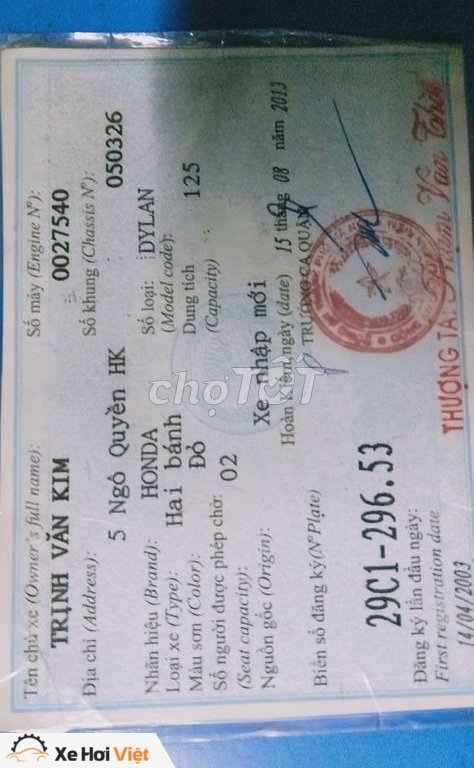 Tên chủ xe (Owner's full name):
TRỊNH VĂN KIM
Số máy (Engine Nº):
0027540
Địa chỉ (Address):
5 Ngô Quyền HK
Số khung (Chassis Nº):
050326
Nhãn hiệu (Brand): HONDA
Số loại: DYLAN
(Model code):
Loại xe (Type): Hai bánh
Màu sơn (Color): Đỏ
Dung tích 125
(Capacity)
Số người được phép chở: 02
(Seat capacity):
Nguồn gốc (Origin): Xe nhập mới
Hoàn Kiếm, ngày (date) 15 tháng 08 năm 2013
TRƯỞNG CA QUẬN
Biển số đăng ký (Nº Plate)
29C1-296.53
Đăng ký lần đầu ngày:
First registration date
11/04/2003
THƯỢNG TÁ:
chợTỐT
Xe Hơi Việt